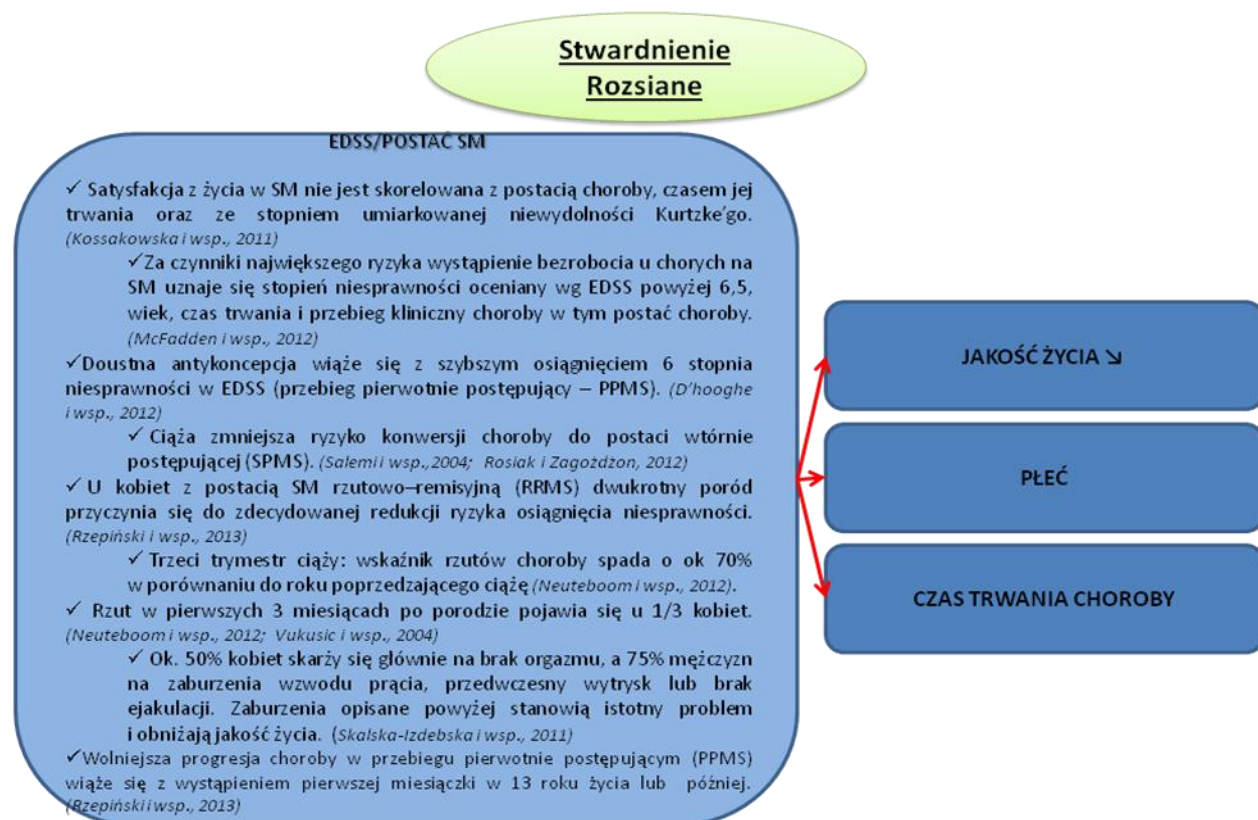 Stwardnienie
Rozsiane
EDSS/POSTAĆ SM
✓ Satysfakcja z życia w SM nie jest skorelowana z postacią choroby, czasem jej
trwania oraz ze stopniem umiarkowanej niewydolności Kurtzke’go.
(Kossakowska i wsp., 2011)
✓Za czynniki największego ryzyka wystąpienie bezrobocia u chorych na
SM uznaje się stopień niesprawności oceniany wg EDSS powyżej 6,5,
wiek, czas trwania i przebieg kliniczny choroby w tym postać choroby.
(McFadden i wsp., 2012)
✓Doustna antykoncepcja wiąże się z szybszym osiągnięciem 6 stopnia
niesprawności w EDSS (przebieg pierwotnie postępujący – PPMS). (D’hooghe
i wsp., 2012)
✓ Ciąża zmniejsza ryzyko konwersji choroby do postaci wtórnie
postępującej (SPMS). (Salemi i wsp.,2004; Rosiak i Zagożdżon, 2012)
✓ U kobiet z postacią SM rzutowo–remisyjną (RRMS) dwukrotny poród
przyczynia się do zdecydowanej redukcji ryzyka osiągnięcia niesprawności.
(Rzepiński i wsp., 2013)
✓ Trzeci trymestr ciąży: wskaźnik rzutów choroby spada o ok 70%
w porównaniu do roku poprzedzającego ciążę (Neuteboom i wsp., 2012).
✓ Rzut w pierwszych 3 miesiącach po porodzie pojawia się u 1/3 kobiet.
(Neuteboom i wsp., 2012; Vukusic i wsp., 2004)
✓ Ok. 50% kobiet skarży się głównie na brak orgazmu, a 75% mężczyzn
na zaburzenia wzwodu prącia, przedwczesny wytrysk lub brak
ejakulacji. Zaburzenia opisane powyżej stanowią istotny problem
i obniżają jakość życia. (Skalska-Izdebska i wsp., 2011)
✓Wolniejsza progresja choroby w przebiegu pierwotnie postępującym (PPMS)
wiąże się z wystąpieniem pierwszej miesiączki w 13 roku życia lub później.
(Rzepiński i wsp., 2013)
JAKOŚĆ ŻYCIA ↘
PŁEĆ
CZAS TRWANIA CHOROBY